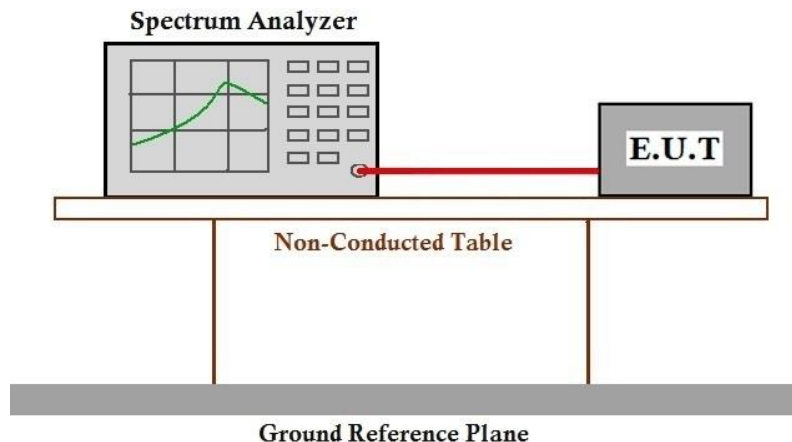 Spectrum Analyzer
E.U.T
Non-Conducted Table
Ground Reference Plane